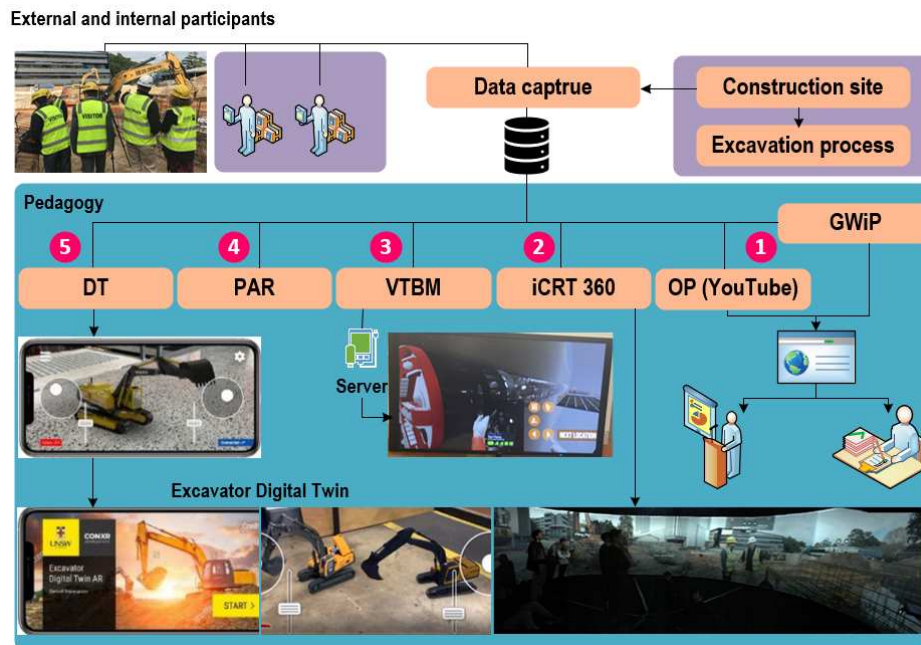 External and internal participants
VISITOR
Data captrue
Construction site
Excavation process
Pedagogy
GWiP
5
4
3
2
1
DT
PAR
VTBM
iCRT 360
OP (YouTube)
Server
Excavator Digital Twin
UNSW
CONXR
Excavator
Digital Twin AR
START >